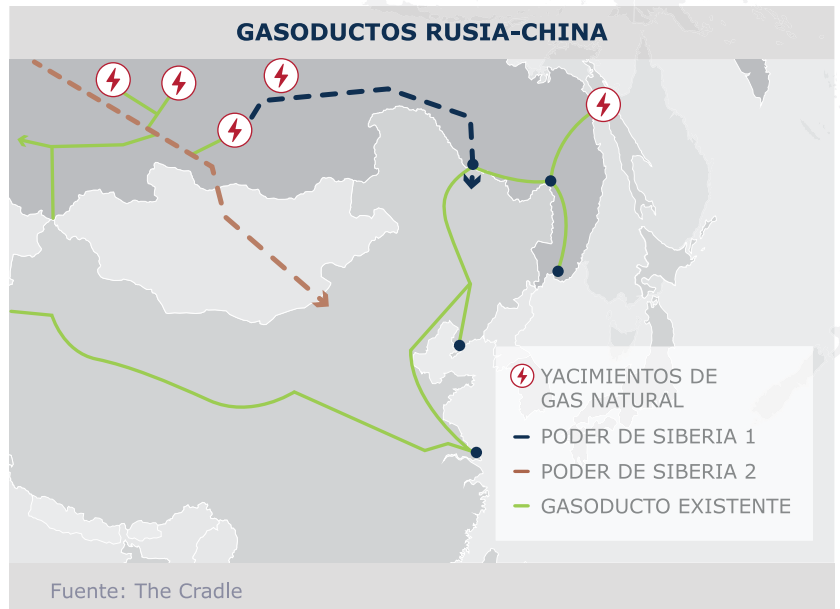 GASODUCTOS RUSIA-CHINA
YACIMIENTOS DE
GAS NATURAL
PODER DE SIBERIA 1
PODER DE SIBERIA 2
GASODUCTO EXISTENTE
Fuente: The Cradle